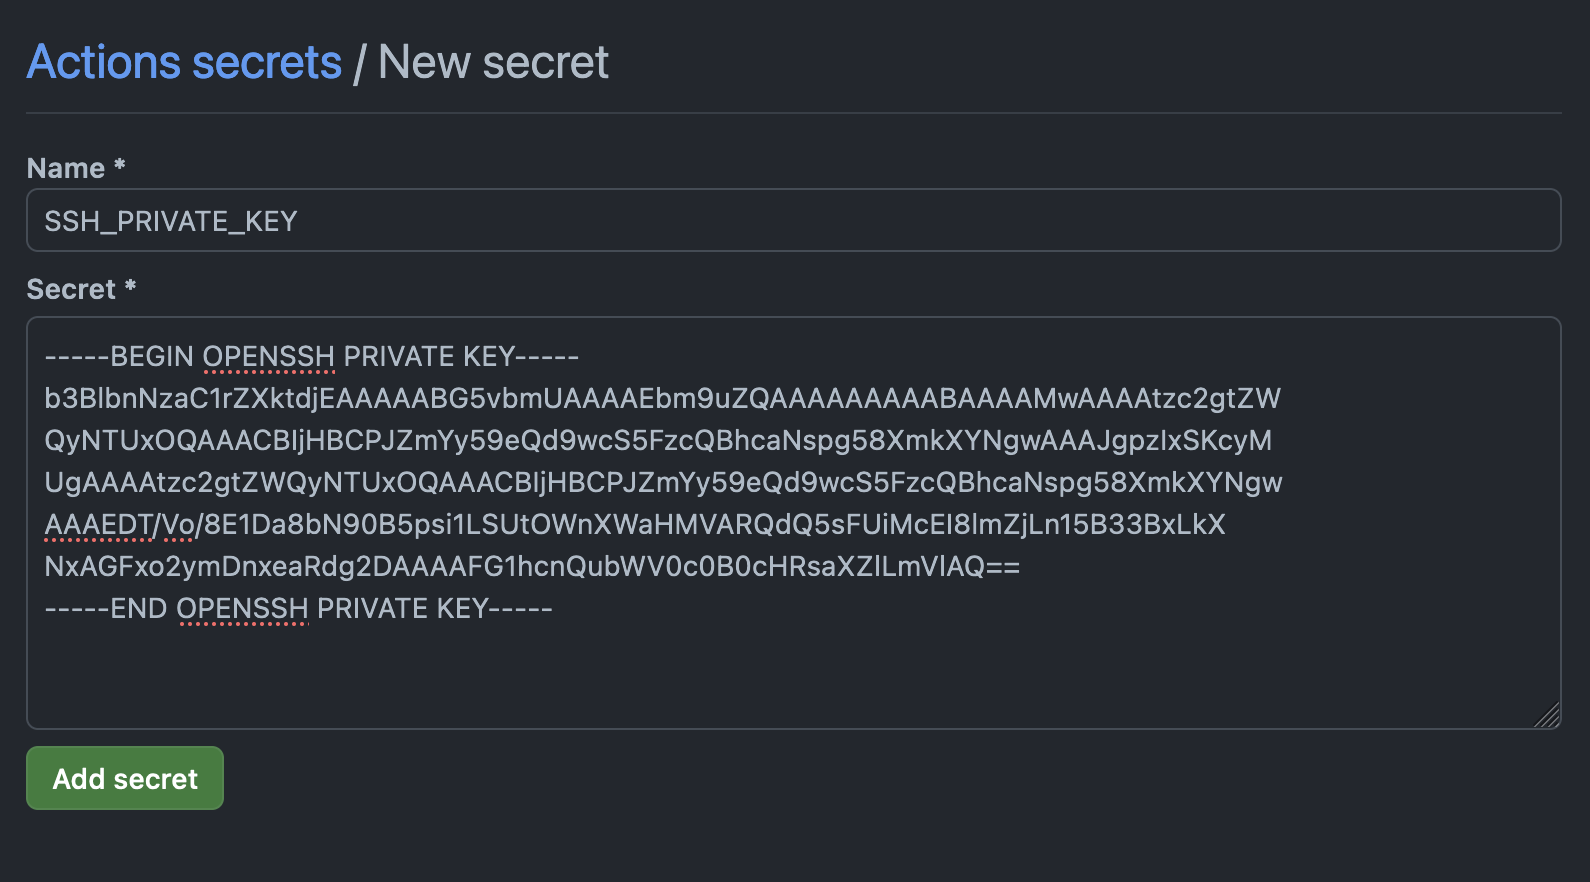 Actions secrets / New secret
Name *
SSH_PRIVATE_KEY
Secret *
-----BEGIN OPENSSH PRIVATE KEY-----
b3BlbnNzaC1rZXktdjEAAAAABG5vbmUAAAAEbm9uZQAAAAAAAAABAAAAMwAAAAtzc2gtZW
QyNTUxOQAAACBIjHBCPJZmYy59eQd9wcS5FzcQBhcaNspg58XmkXYNgwAAAJgpzIxSKcyM
UgAAAAtzc2gtZWQyNTUxOQAAACBIjHBCPJZmYy59eQd9wcS5FzcQBhcaNspg58XmkXYNgw
AAAEDT/Vo/8E1Da8bN90B5psi1LSUtOWnXWaHMVARQdQ5sFUiMcEI8lmZjLn15B33BxLkX
NxAGFxo2ymDnxeaRdg2DAAAAFG1hcnQubWV0c0B0cHRsaXZlLmVlAQ==
-----END OPENSSH PRIVATE KEY-----
Add secret